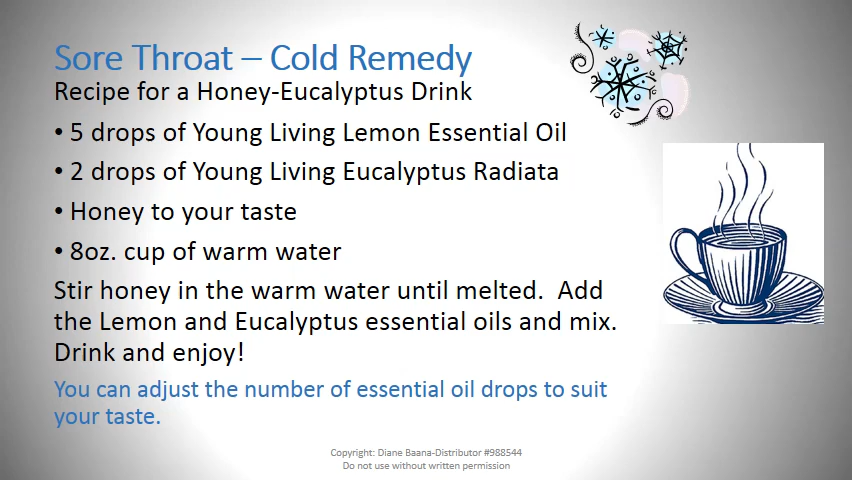 Sore Throat – Cold Remedy
Recipe for a Honey-Eucalyptus Drink
• 5 drops of Young Living Lemon Essential Oil
• 2 drops of Young Living Eucalyptus Radiata
• Honey to your taste
• 8oz. cup of warm water
Stir honey in the warm water until melted.  Add
the Lemon and Eucalyptus essential oils and mix.
Drink and enjoy!
You can adjust the number of essential oil drops to suit
your taste.
Copyright: Diane Baana-Distributor #988544
Do not use without written permission